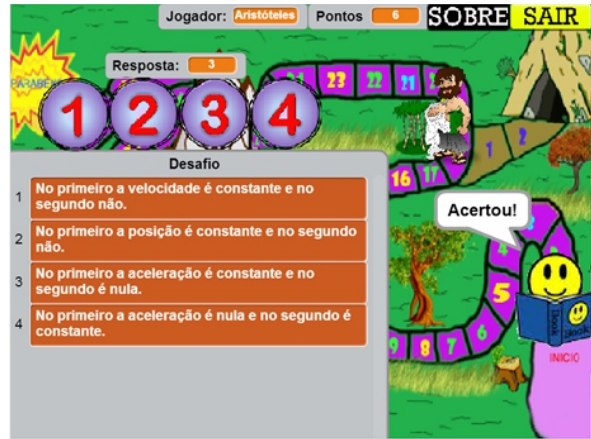 Jogador: Aristóteles Pontos 6 SOBRE SAIR
Resposta: 3
1 2 3 4
23 22 21
1 2
16 17
Desafio
1 No primeiro a velocidade é constante e no
segundo não.
2 No primeiro a posição é constante e no segundo
não.
3 No primeiro a aceleração é constante e no
segundo é nula.
4 No primeiro a aceleração é nula e no segundo é
constante.
Acertou!
4
5
6
7
8
9
Book
INICIO